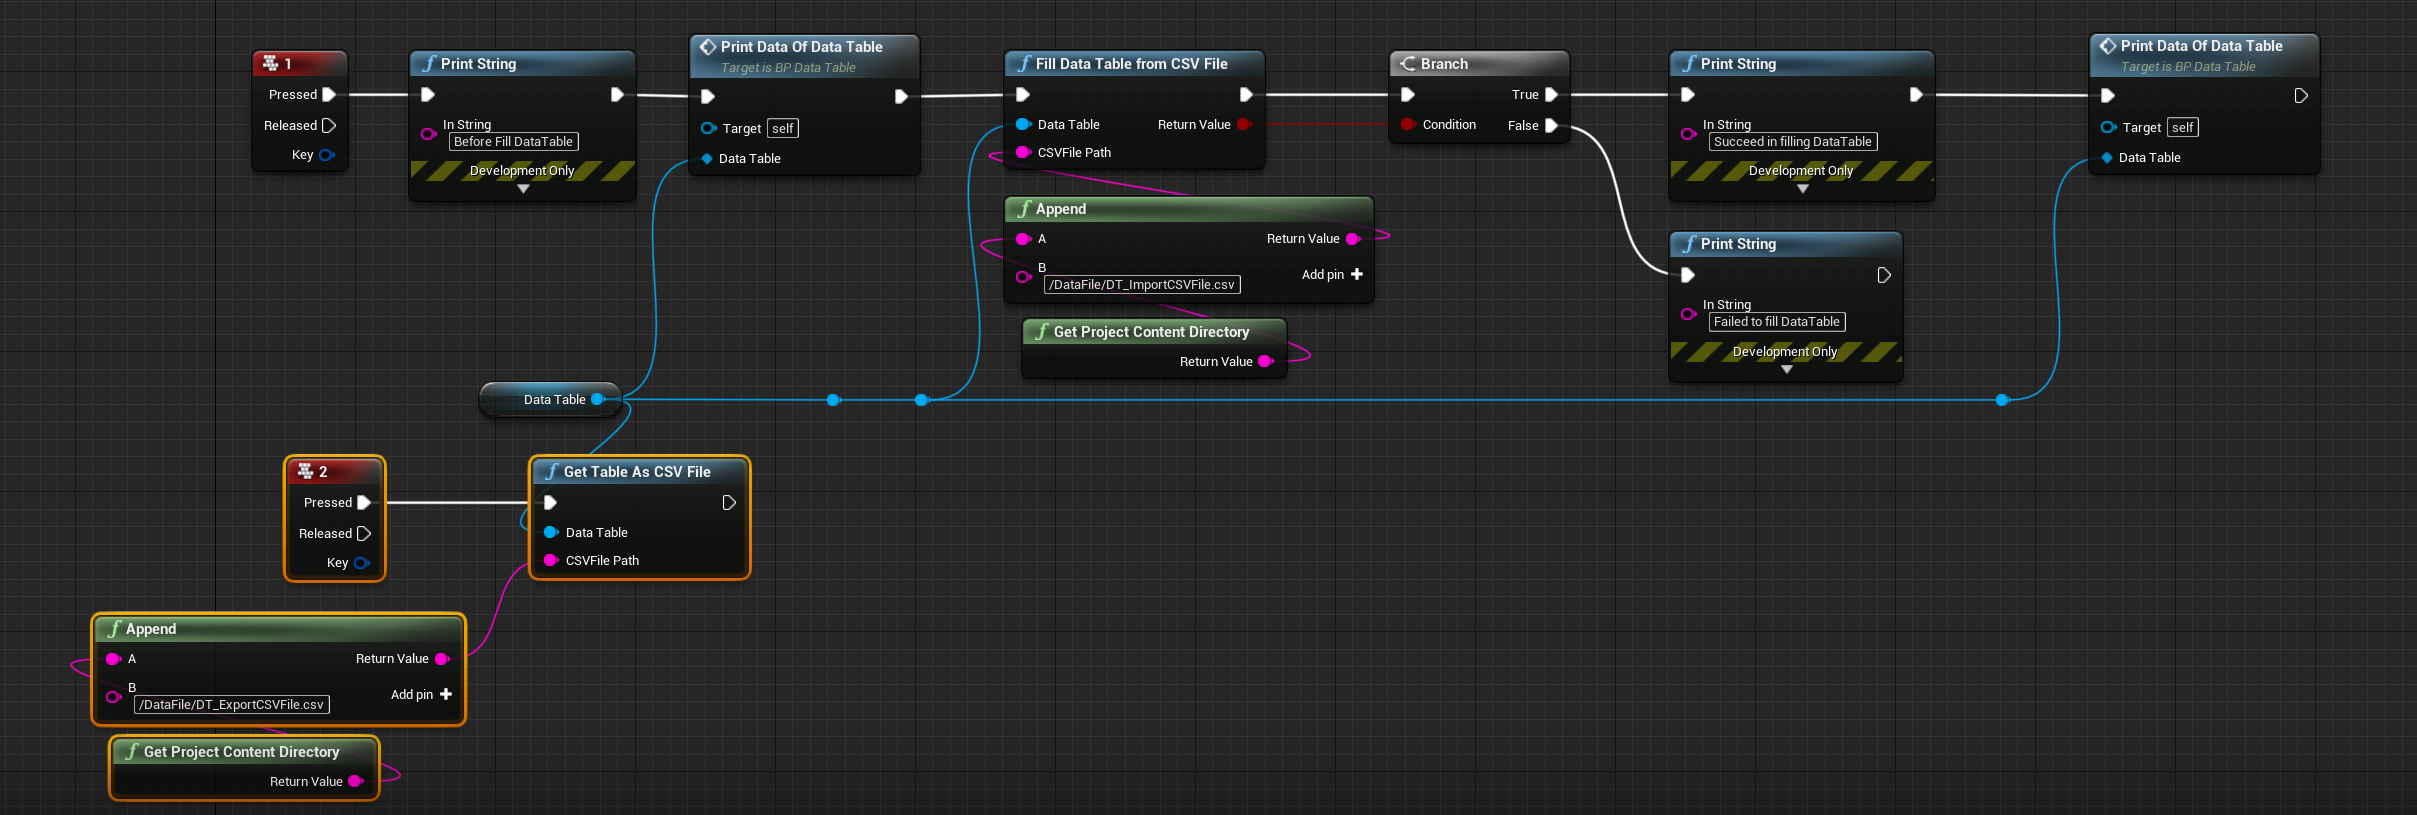 1
Pressed
Released
Key
Print String
In String
Before Fill DataTable
Development Only
Print Data Of Data Table
Target is BP Data Table
Target self
Data Table
Fill Data Table from CSV File
Data Table Return Value
CSVFile Path
Append
A Return Value
B
/DataFile/DT_ImportCSVFile.csv
Add pin
Get Project Content Directory
Return Value
Branch
True
Condition False
Print String
In String
Succeed in filling DataTable
Development Only
Print String
In String
Failed to fill DataTable
Development Only
Print Data Of Data Table
Target is BP Data Table
Target self
Data Table
Data Table
2
Pressed
Released
Key
Get Table As CSV File
Data Table
CSVFile Path
Append
A Return Value
B
/DataFile/DT_ExportCSVFile.csv
Add pin
Get Project Content Directory
Return Value